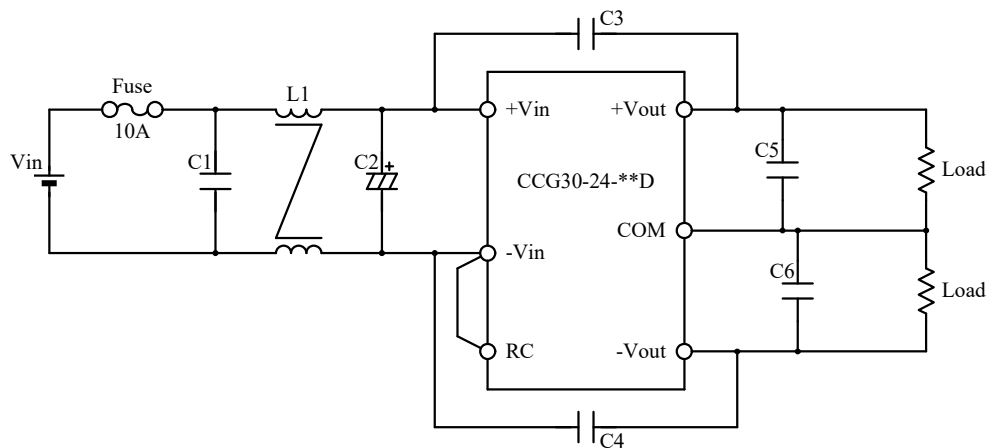 C3
Fuse
10A
L1
+Vin
+Vout
Vin
C1
C2
+
CCG30-24-**D
C5
Load
COM
-Vin
C6
Load
RC
-Vout
C4